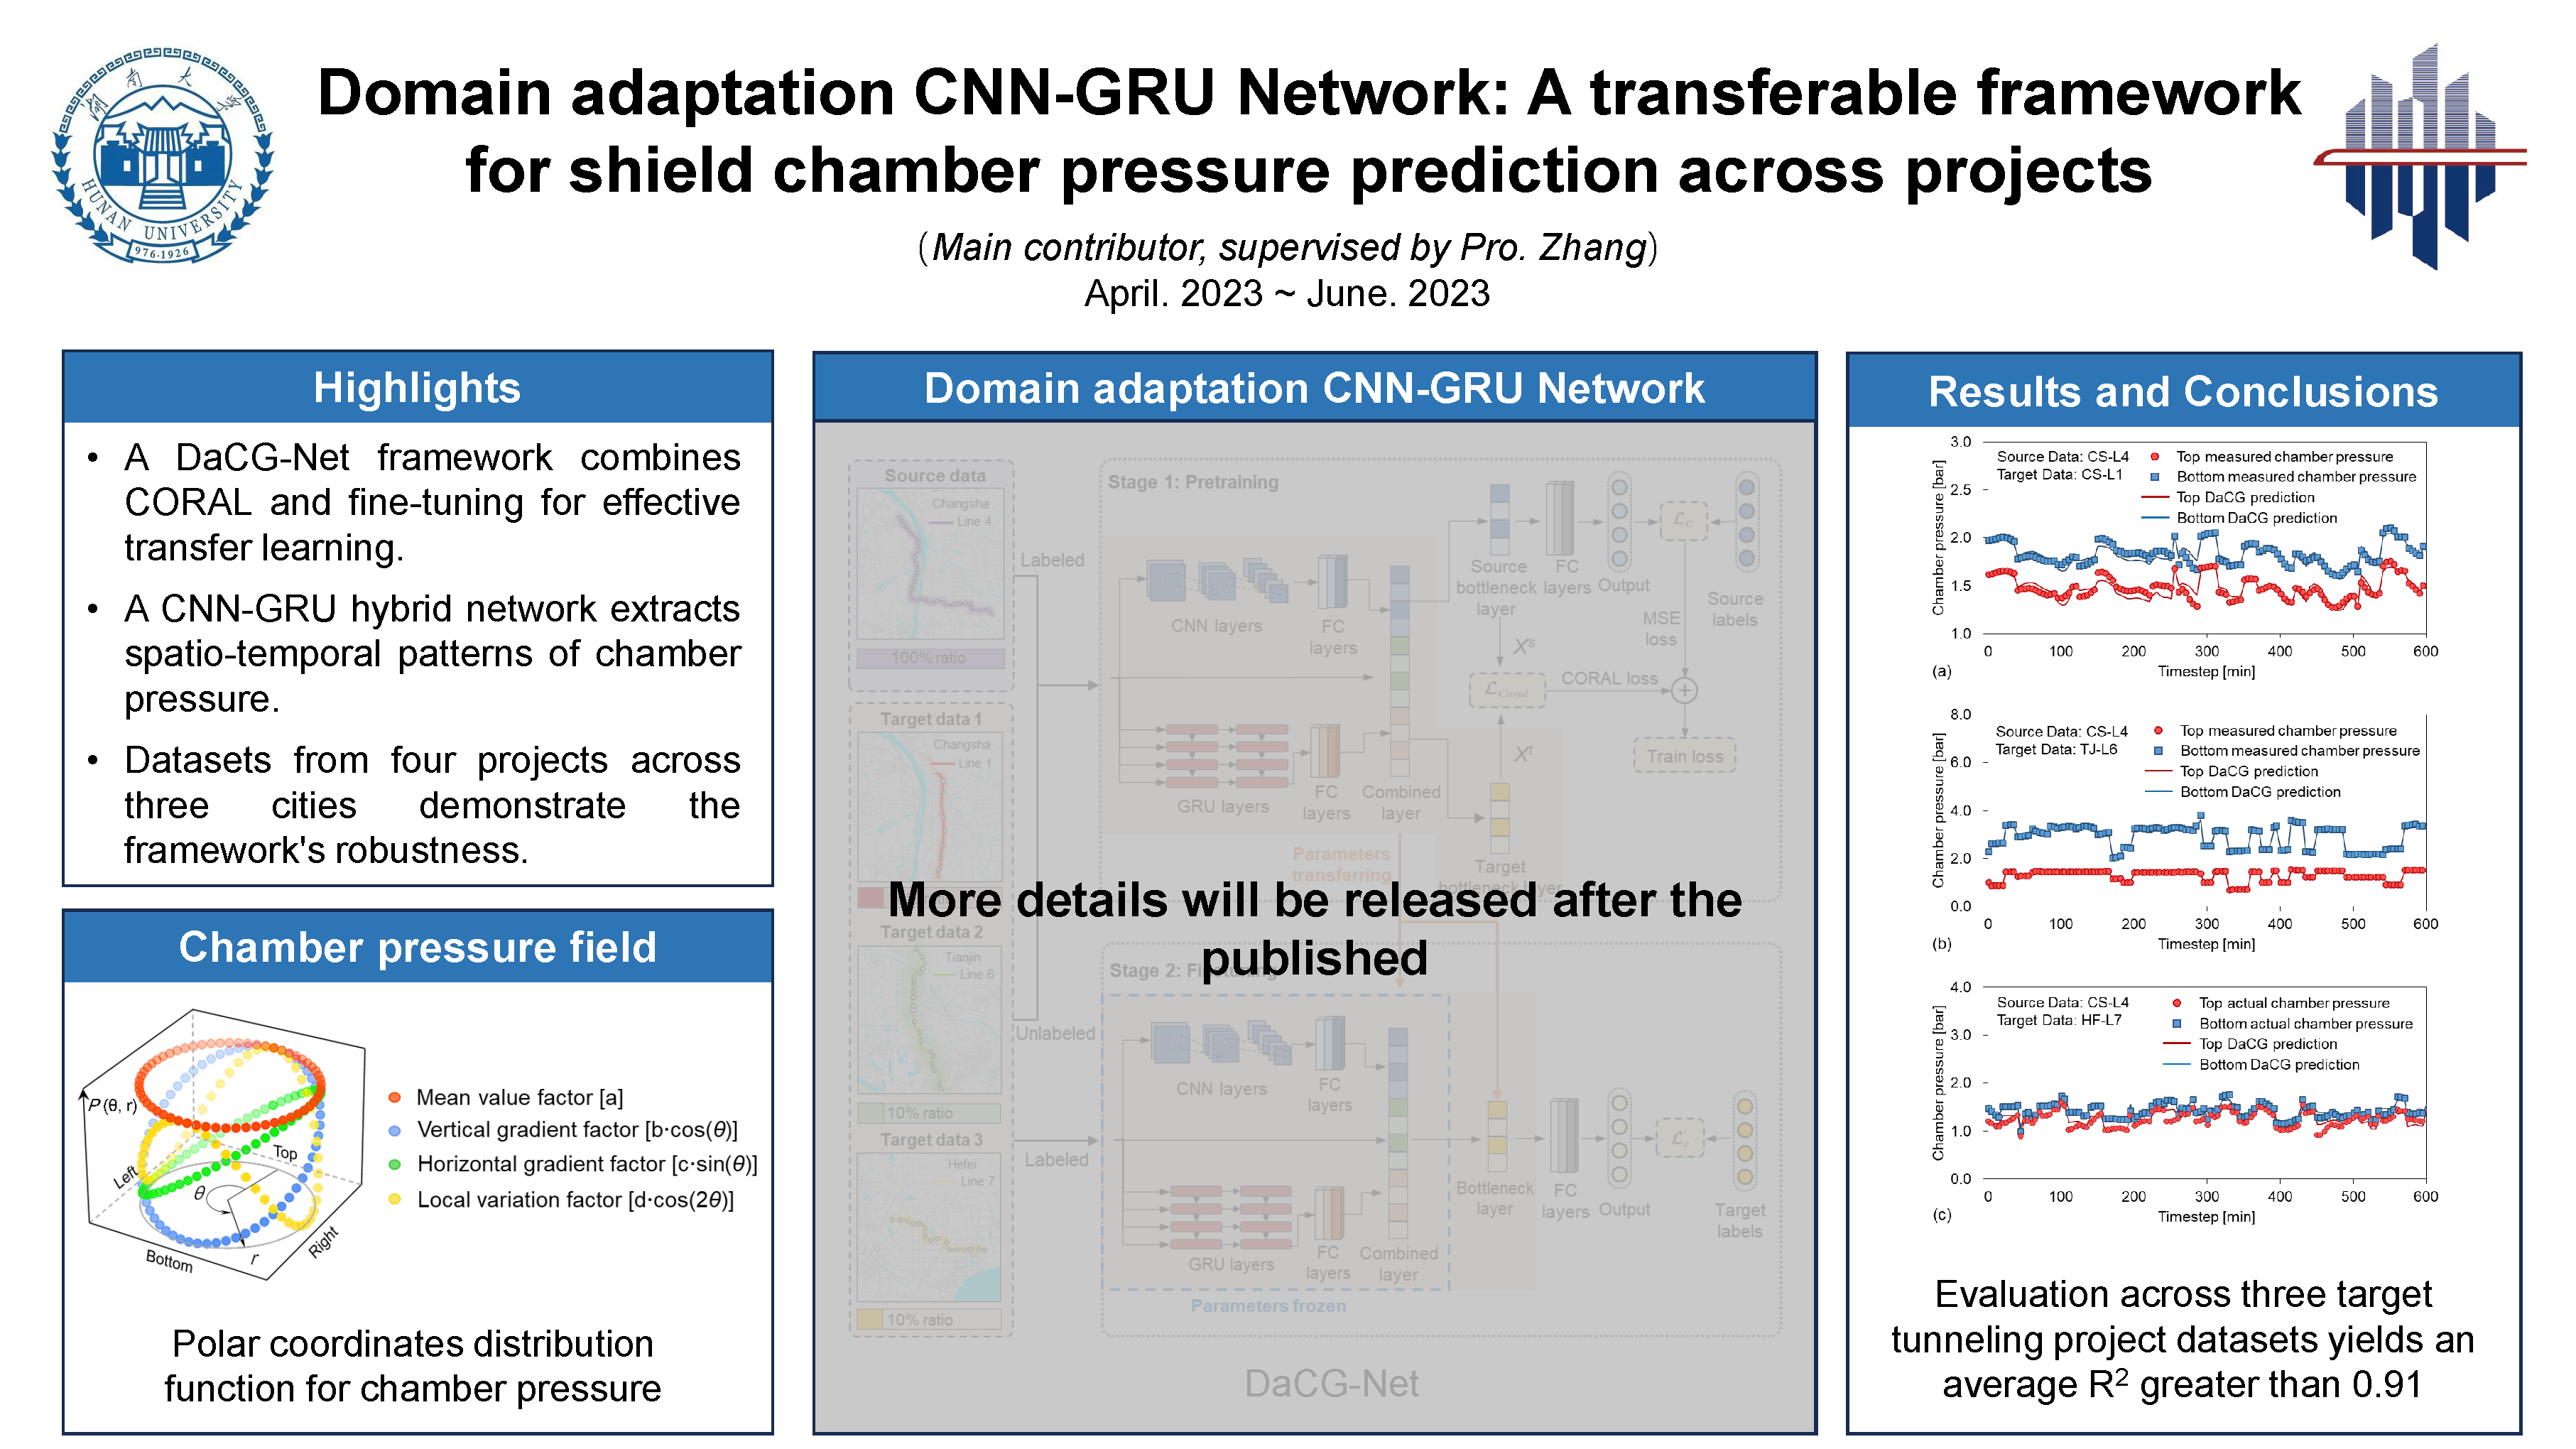 Domain adaptation CNN-GRU Network: A transferable framework
for shield chamber pressure prediction across projects
(Main contributor, supervised by Pro. Zhang)
April. 2023 ~ June. 2023
HUNAN UNIVERSITY
976-1926
Highlights
• A DaCG-Net framework combines
CORAL and fine-tuning for effective
transfer learning.
• A CNN-GRU hybrid network extracts
spatio-temporal patterns of chamber
pressure.
• Datasets from four projects across
three cities demonstrate the
framework's robustness.
Chamber pressure field
P (θ, r)
Left
Top
θ
r
Bottom
Right
Mean value factor [a]
Vertical gradient factor [b·cos(θ)]
Horizontal gradient factor [c·sin(θ)]
Local variation factor [d·cos(2θ)]
Polar coordinates distribution
function for chamber pressure
Domain adaptation CNN-GRU Network
Source data
Changsha
Line 4
100% ratio
Target data 1
Changsha
Line 1
Target data 2
Tianjin
Line 6
10% ratio
Target data 3
Hefei
Line 7
10% ratio
Labeled
Unlabeled
Labeled
Stage 1: Pretraining
CNN layers
FC
layers
GRU layers
FC
layers
Combined
layer
Source
bottleneck
layer
FC
layers
Output
Source
labels
ℒC
MSE
loss
Xs
ℒCoral
CORAL loss
+
Xt
Train loss
Parameters
transferring
Target
bottleneck layer
More details will be released after the
published
Stage 2:
CNN layers
FC
layers
GRU layers
FC
layers
Combined
layer
Bottleneck
layer
FC
layers
Output
Target
labels
ℒc
Parameters frozen
DaCG-Net
Results and Conclusions
Source Data: CS-L4
Target Data: CS-L1
Top measured chamber pressure
Bottom measured chamber pressure
Top DaCG prediction
Bottom DaCG prediction
Chamber pressure [bar]
3.0
2.5
2.0
1.5
1.0
0 100 200 300 400 500 600
Timestep [min]
(a)
Source Data: CS-L4
Target Data: TJ-L6
Top measured chamber pressure
Bottom measured chamber pressure
Top DaCG prediction
Bottom DaCG prediction
Chamber pressure [bar]
8.0
6.0
4.0
2.0
0.0
0 100 200 300 400 500 600
Timestep [min]
(b)
Source Data: CS-L4
Target Data: HF-L7
Top actual chamber pressure
Bottom actual chamber pressure
Top DaCG prediction
Bottom DaCG prediction
Chamber pressure [bar]
4.0
3.0
2.0
1.0
0.0
0 100 200 300 400 500 600
Timestep [min]
(c)
Evaluation across three target
tunneling project datasets yields an
average R2 greater than 0.91